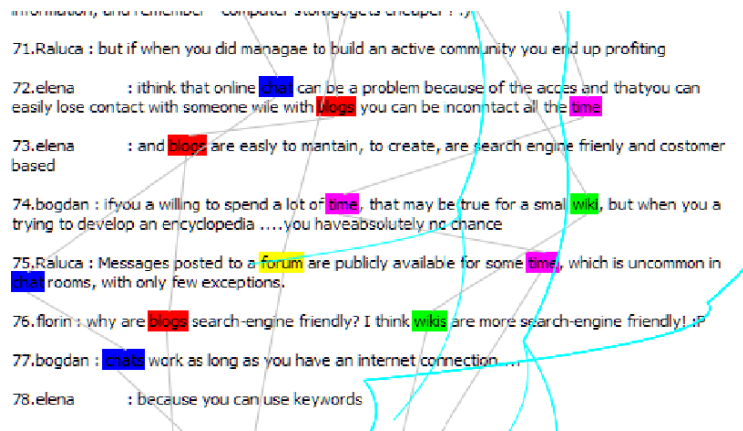 information, and remember - computer storagegets cheaper ! :)
71.Raluca : but if when you did managae to build an active community you end up profiting
72.elena : ithink that online chat can be a problem because of the acces and thatyou can
easily lose contact with someone wile with blogs you can be inconntact all the time
73.elena : and blogs are easly to mantain, to create, are search engine frienly and costomer
based
74.bogdan : ifyou a willing to spend a lot of time, that may be true for a smal wiki, but when you a
trying to develop an encyclopedia ....you haveabsolutely no chance
75.Raluca : Messages posted to a forum are publicly available for some time, which is uncommon in
chat rooms, with only few exceptions.
76.florin : why are blogs search-engine friendly? I think wikis are more search-engine friendly! :P
77.bogdan : chats work as long as you have an internet connection....
78.elena : because you can use keywords